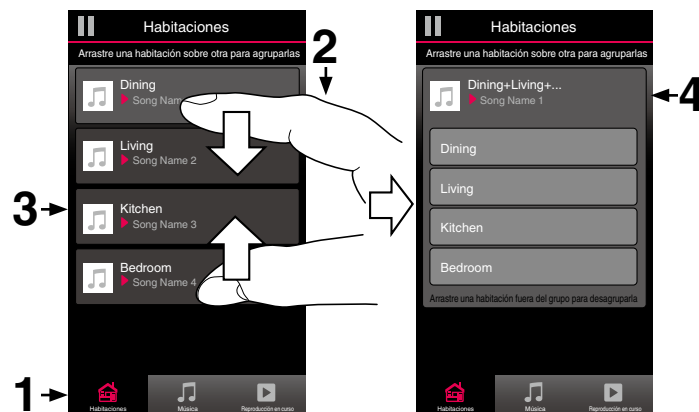 Habitaciones
Arrastre una habitación sobre otra para agruparlas
Dining
Song Nam
Living
Song Name 2
Kitchen
Song Name 3
Bedroom
Song Name 4
Habitaciones
Música
Reproducción en curso
1
2
3
Habitaciones
Arrastre una habitación sobre otra para agruparlas
Dining+Living+...
Song Name 1
Dining
Living
Kitchen
Bedroom
Arrastre una habitación fuera del grupo para desagruparla
Habitaciones
Música
Reproducción en curso
4